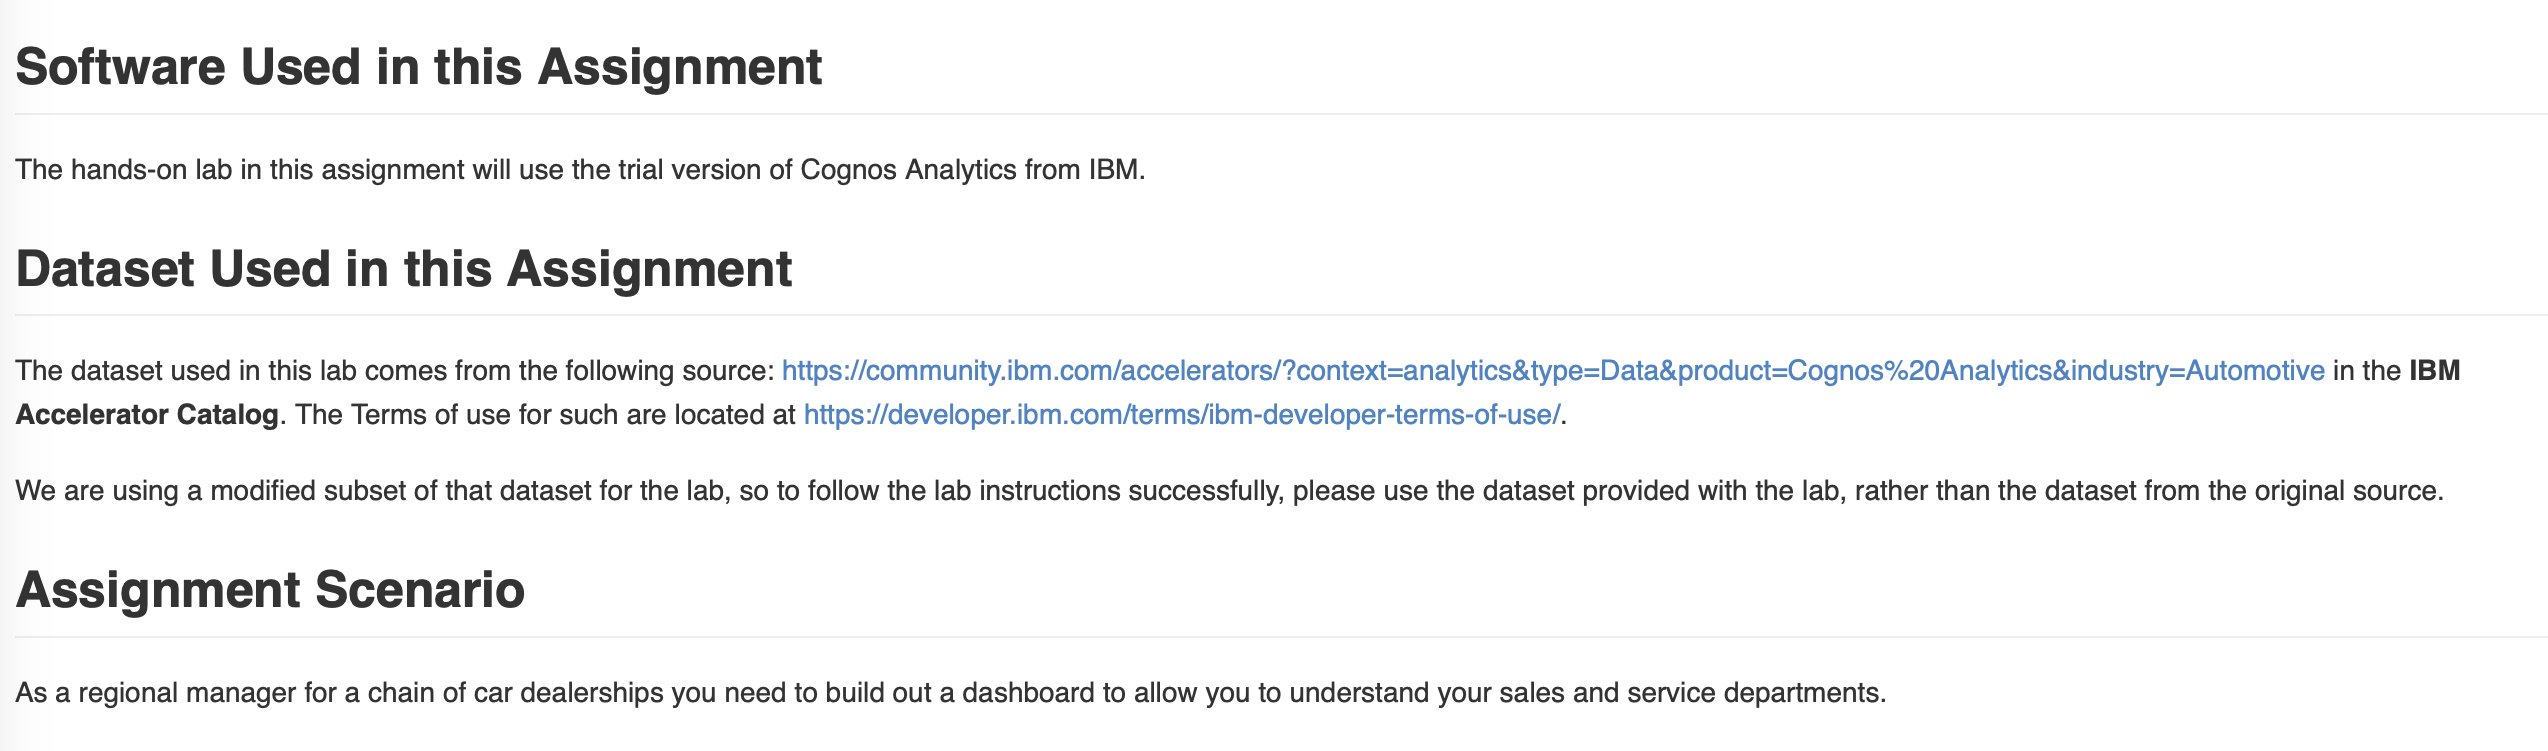 Software Used in this Assignment
The hands-on lab in this assignment will use the trial version of Cognos Analytics from IBM.
Dataset Used in this Assignment
The dataset used in this lab comes from the following source: https://community.ibm.com/accelerators/?context=analytics&type=Data&product=Cognos%20Analytics&industry=Automotive in the IBM
Accelerator Catalog. The Terms of use for such are located at https://developer.ibm.com/terms/ibm-developer-terms-of-use/.
We are using a modified subset of that dataset for the lab, so to follow the lab instructions successfully, please use the dataset provided with the lab, rather than the dataset from the original source.
Assignment Scenario
As a regional manager for a chain of car dealerships you need to build out a dashboard to allow you to understand your sales and service departments.